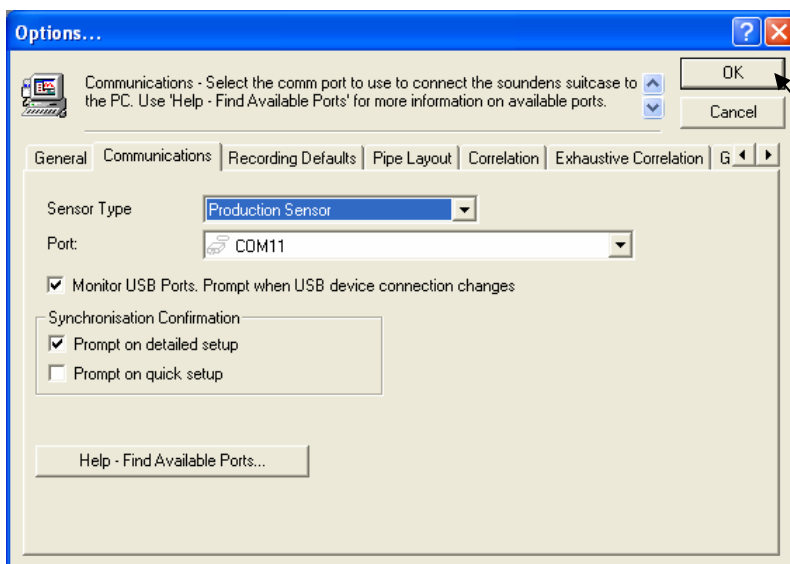 Options...
Communications - Select the comm port to use to connect the soundens suitcase to
the PC. Use 'Help - Find Available Ports' for more information on available ports.
OK
Cancel
General Communications Recording Defaults Pipe Layout Correlation Exhaustive Correlation G
Sensor Type Production Sensor
Port: COM11
Monitor USB Ports. Prompt when USB device connection changes
Synchronisation Confirmation
Prompt on detailed setup
Prompt on quick setup
Help - Find Available Ports...